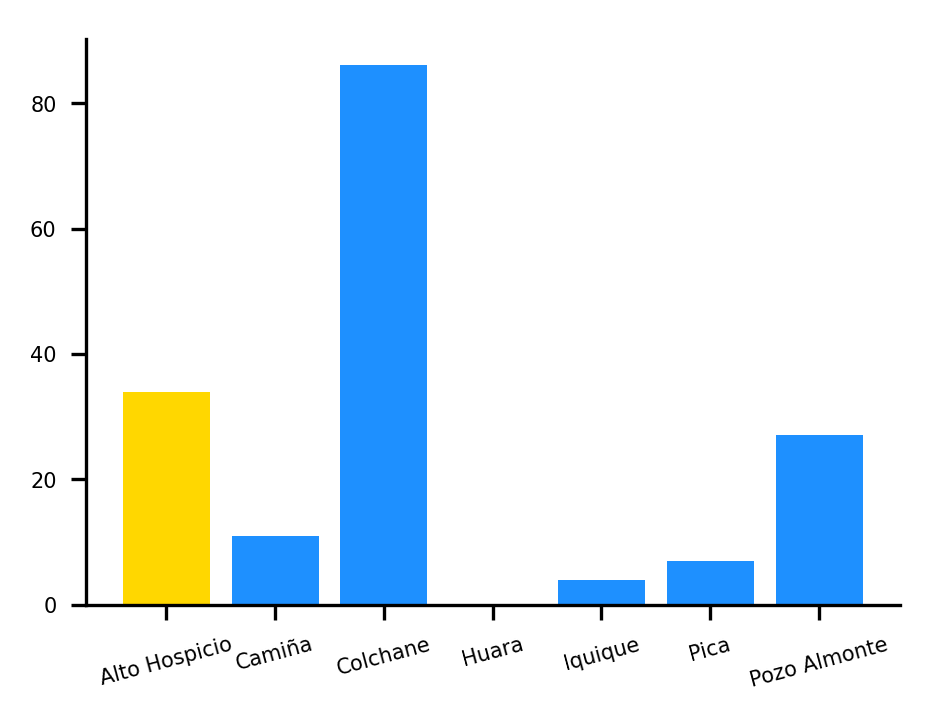 80
60
40
20
0
Alto Hospicio
Camiña
Colchane
Huara
Iquique
Pica
Pozo Almonte